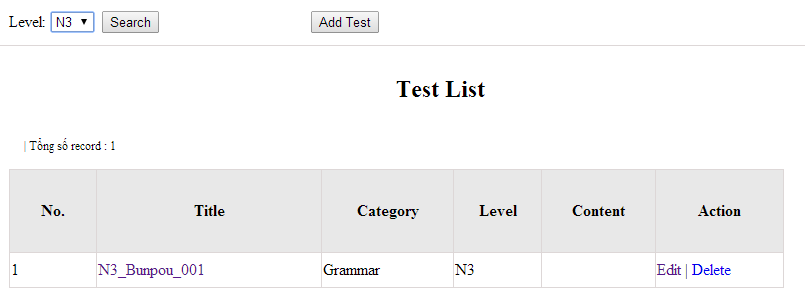 Level: N3 Search Add Test
Test List
| Tổng số record : 1
No. Title Category Level Content Action
1 N3_Bunpou_001 Grammar N3 Edit | Delete